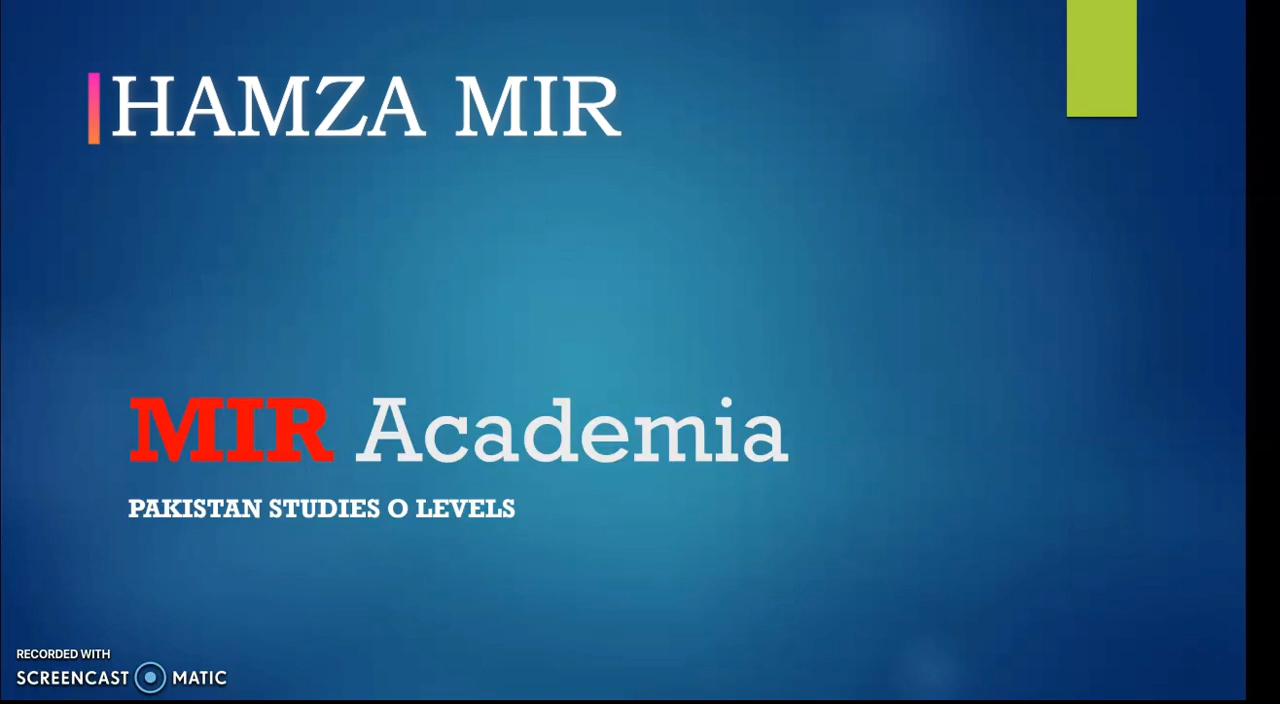 HAMZA MIR
MIR Academia
PAKISTAN STUDIES O LEVELS
RECORDED WITH
SCREENCAST MATIC